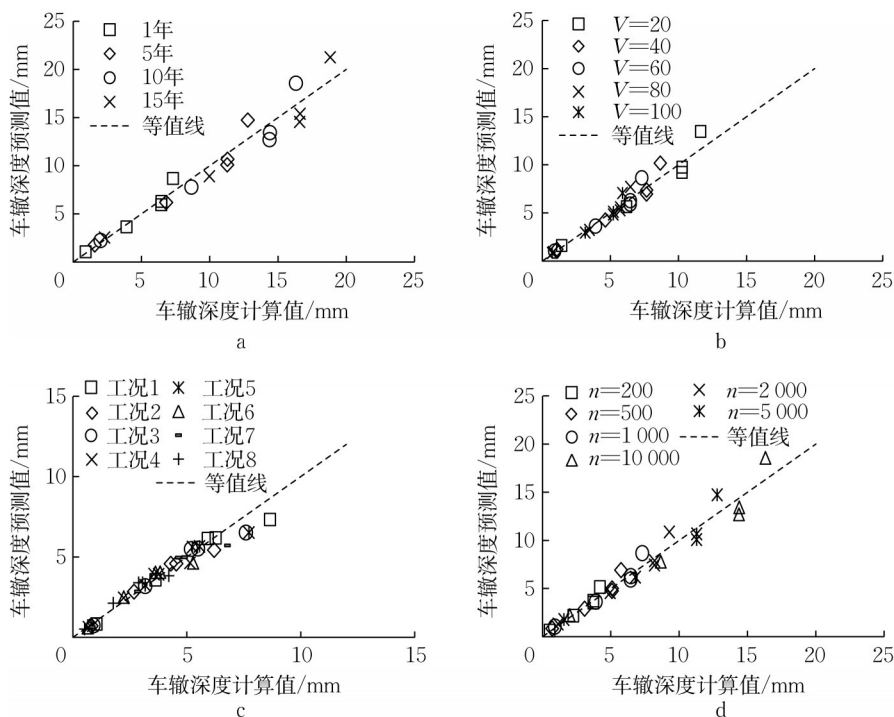 25
20
15
10
5
0
5
10
15
20
25
车辙深度预测值/mm
车辙深度计算值/mm
1年
5年
10年
15年
等值线
a
25
20
15
10
5
0
5
10
15
20
25
车辙深度预测值/mm
车辙深度计算值/mm
V=20
V=40
V=60
V=80
V=100
等值线
b
15
10
5
0
5
10
15
车辙深度预测值/mm
车辙深度计算值/mm
工况1 工况5
工况2 工况6
工况3 工况7
工况4 工况8
等值线
c
25
20
15
10
5
0
5
10
15
20
25
车辙深度预测值/mm
车辙深度计算值/mm
n=200 n=2 000
n=500 n=5 000
n=1 000 等值线
n=10 000
d